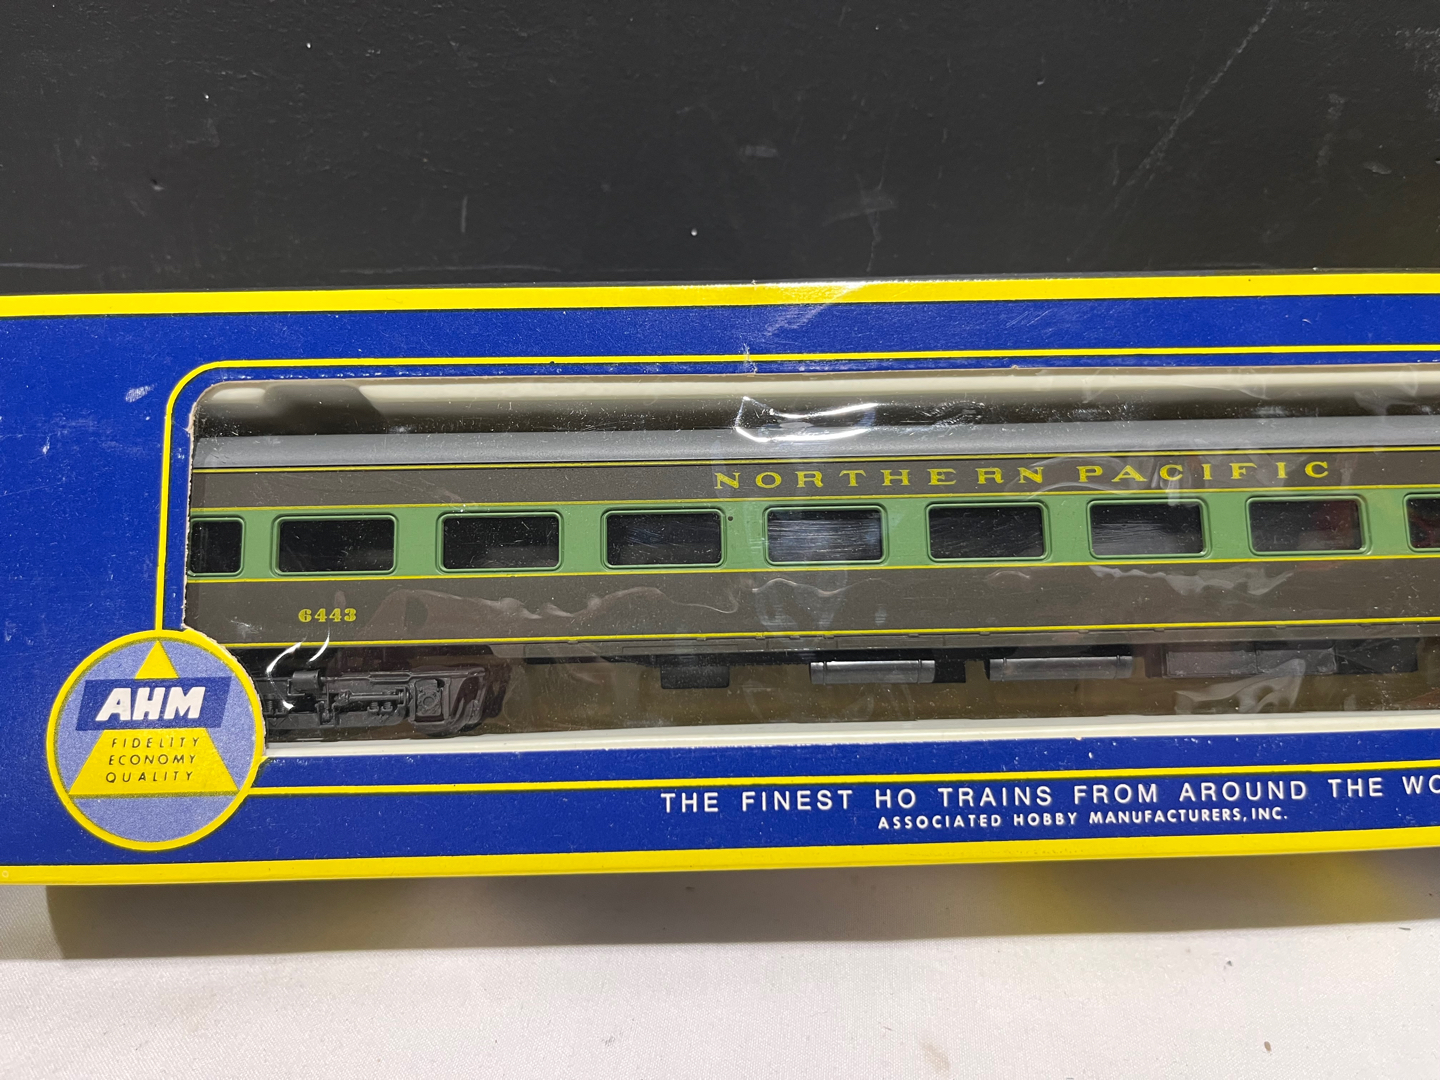 NORTHERN PACIFIC
6443
AHM
FIDELITY
ECONOMY
QUALITY
THE FINEST HO TRAINS FROM AROUND THE WO
ASSOCIATED HOBBY MANUFACTURERS, INC.